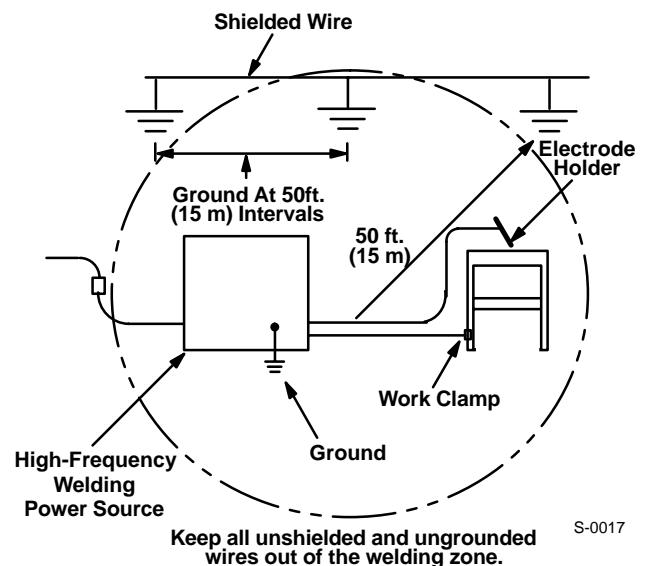 Shielded Wire
Ground At 50ft.
(15 m) Intervals
Electrode
Holder
50 ft.
(15 m)
Work Clamp
Ground
High-Frequency
Welding
Power Source
Keep all unshielded and ungrounded
wires out of the welding zone.
S-0017